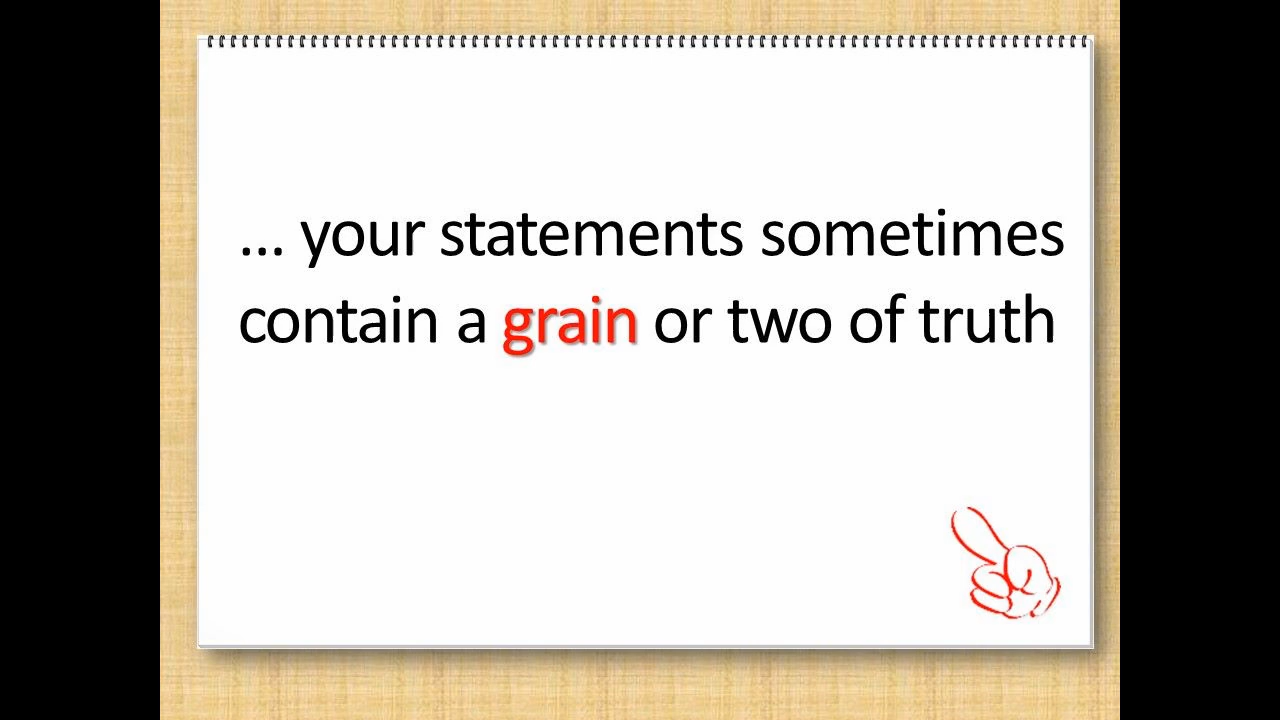 ... your statements sometimes
contain a grain or two of truth